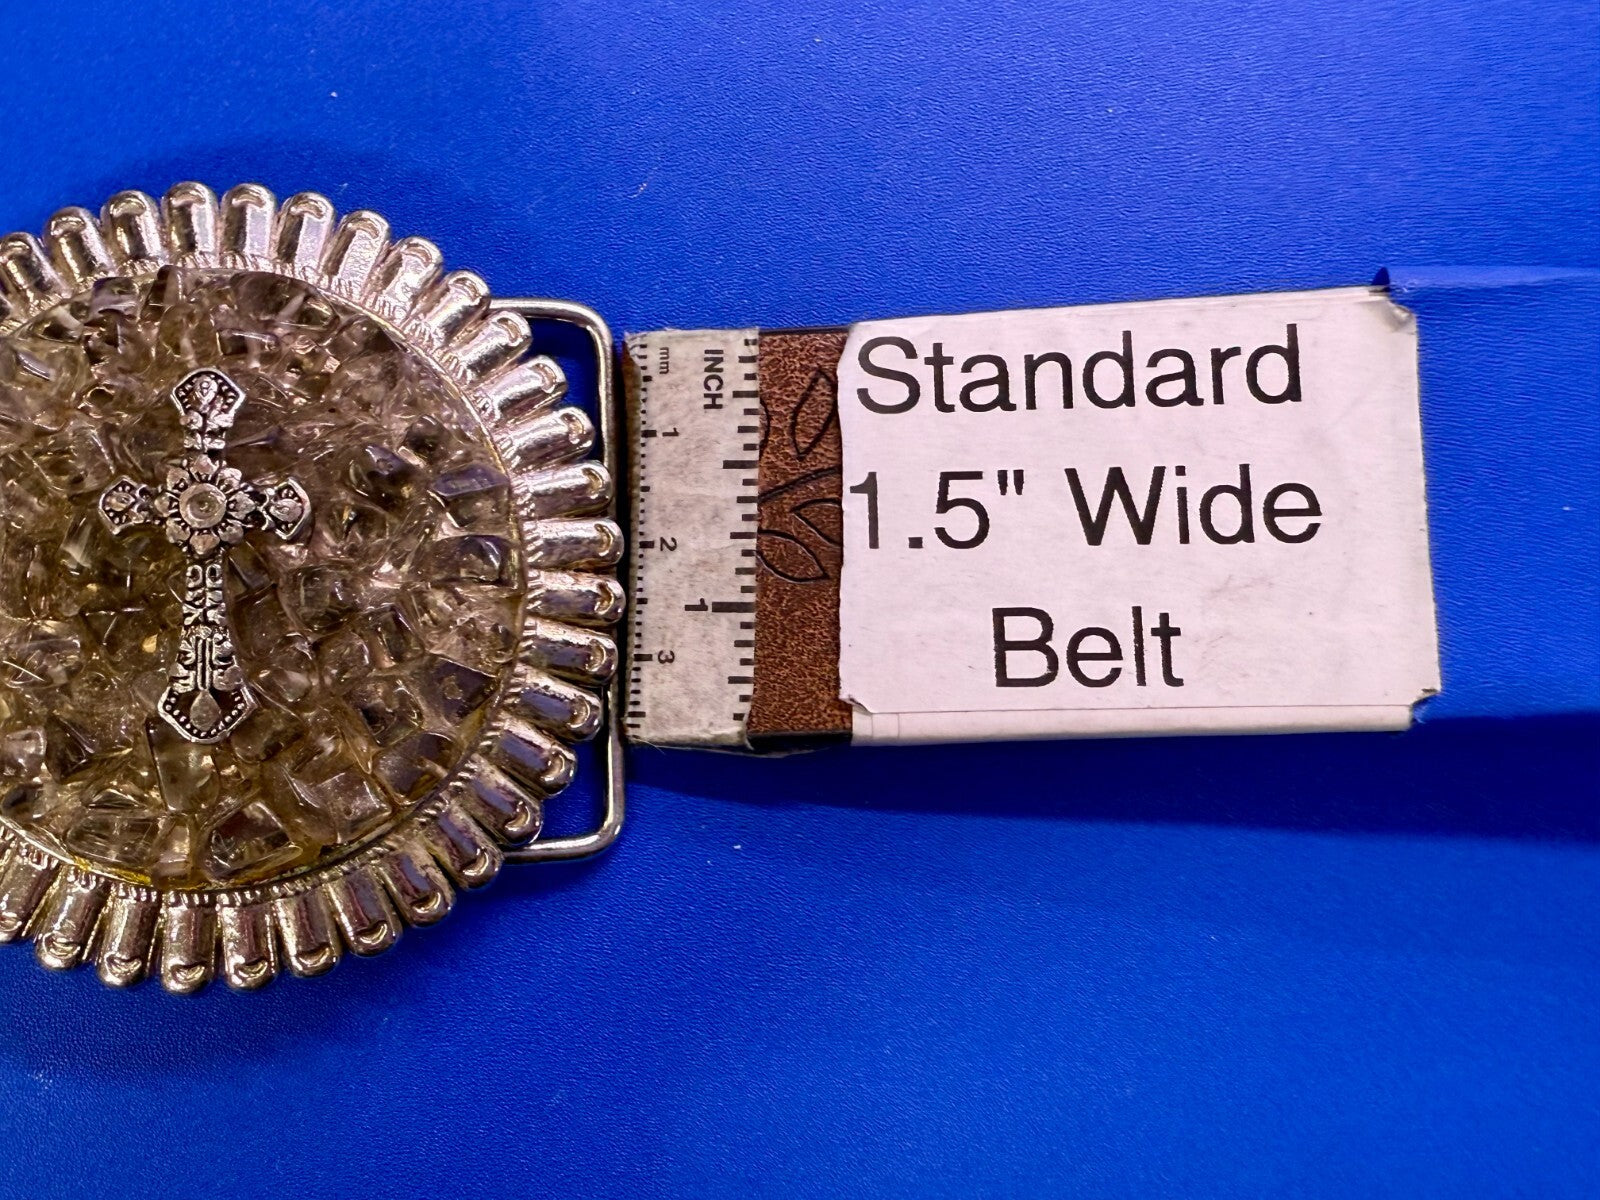 Standard
1.5" Wide
Belt
mm
1
2
3
INCH
1